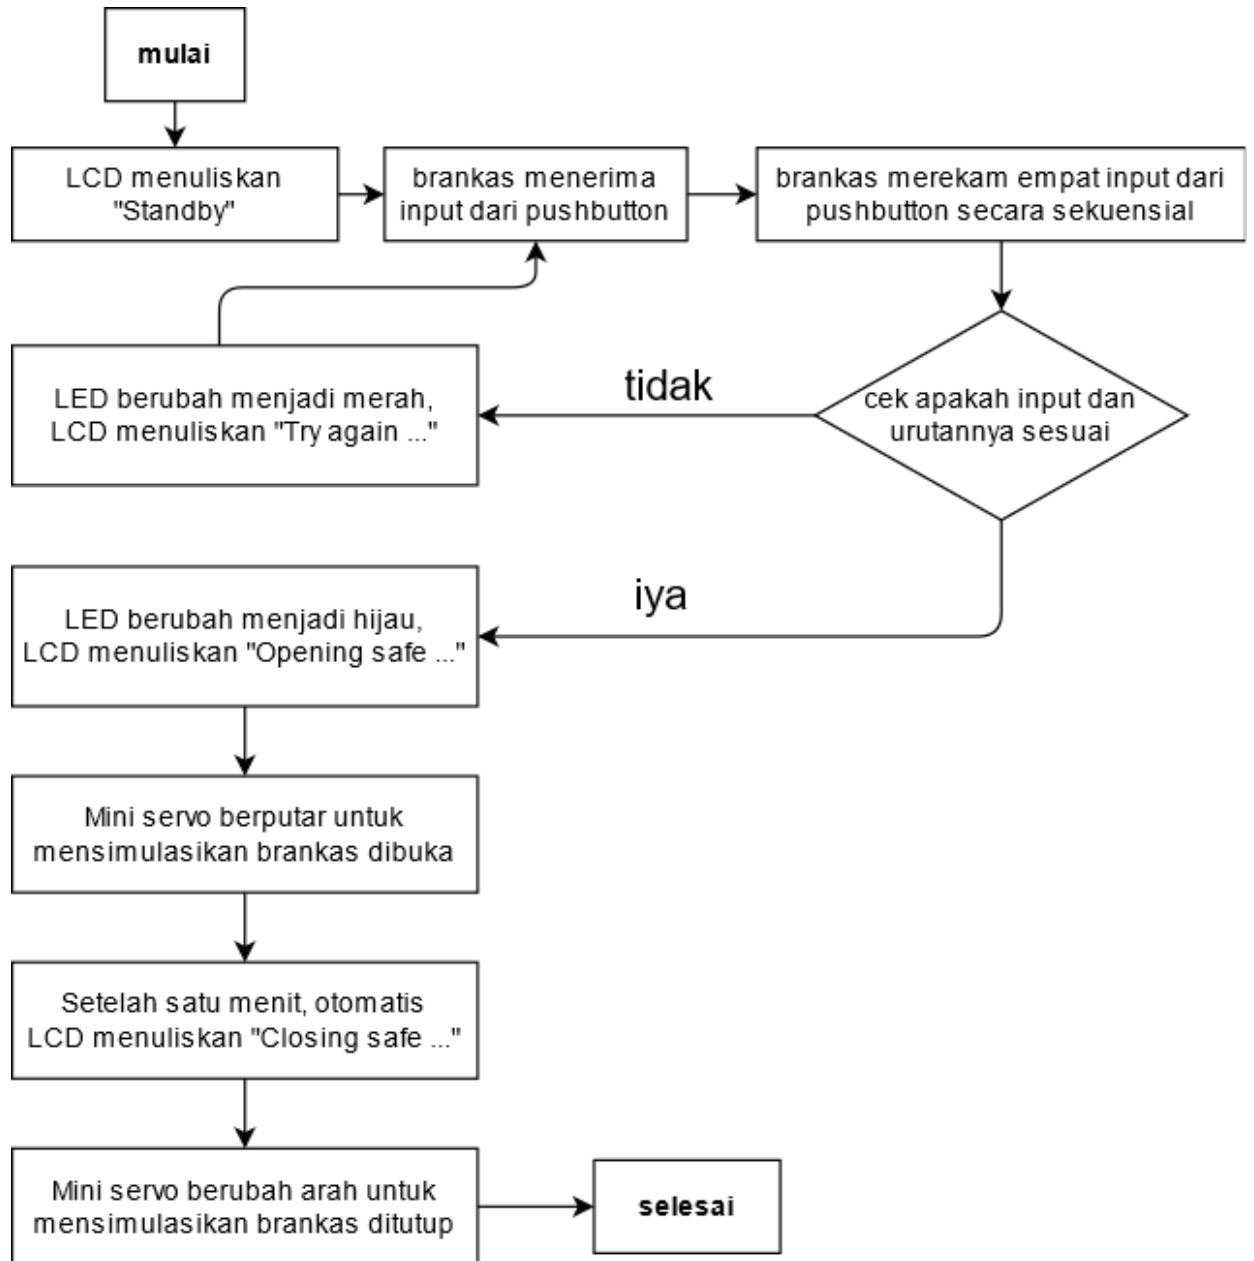 mulai
LCD menuliskan
"Standby"
brankas menerima
input dari pushbutton
brankas merekam empat input dari
pushbutton secara sekuensial
cek apakah input dan
urutannya sesuai
tidak
LED berubah menjadi merah,
LCD menuliskan "Try again ..."
iya
LED berubah menjadi hijau,
LCD menuliskan "Opening safe ..."
Mini servo berputar untuk
mensimulasikan brankas dibuka
Setelah satu menit, otomatis
LCD menuliskan "Closing safe ..."
Mini servo berubah arah untuk
mensimulasikan brankas ditutup
selesai